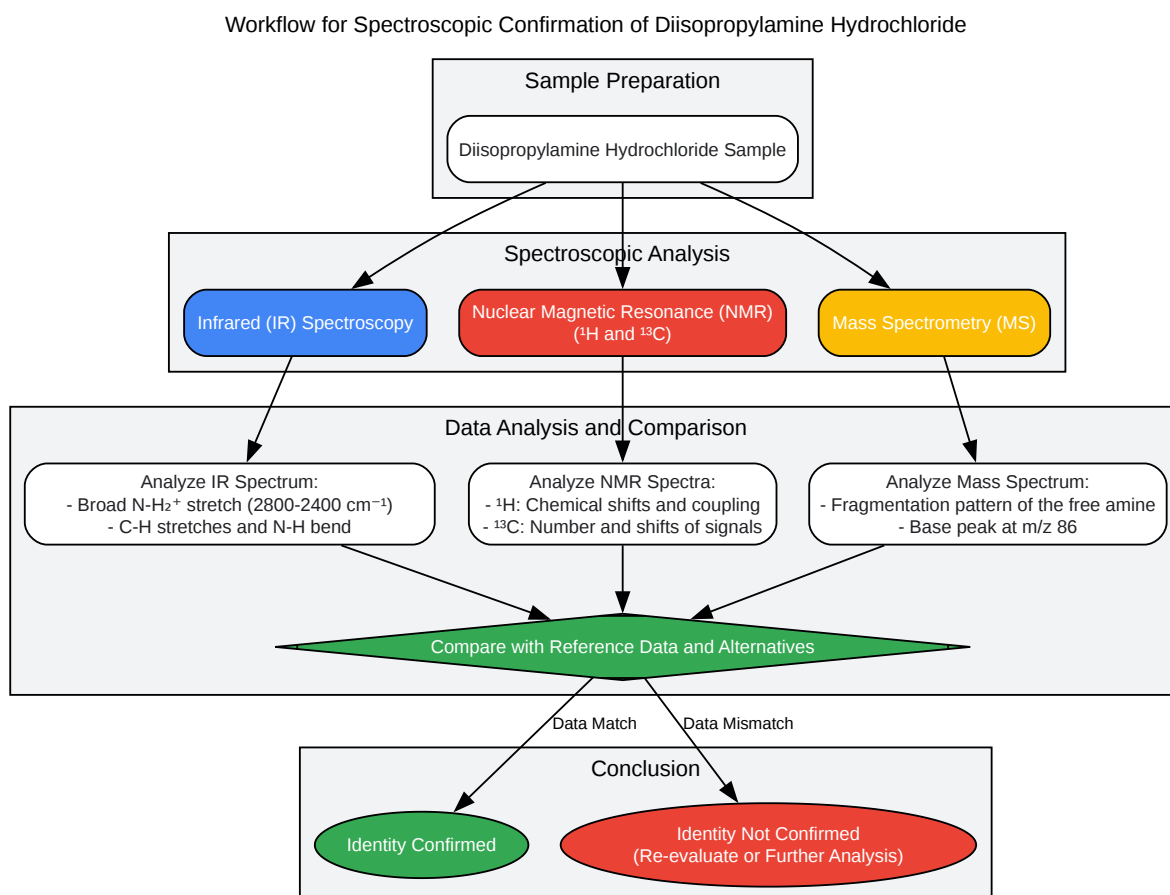 Workflow for Spectroscopic Confirmation of Diisopropylamine Hydrochloride
Sample Preparation
Diisopropylamine Hydrochloride Sample
Spectroscopic Analysis
Infrared (IR) Spectroscopy
Nuclear Magnetic Resonance (NMR)
(¹H and ¹³C)
Mass Spectrometry (MS)
Data Analysis and Comparison
Analyze IR Spectrum:
- Broad N-H₂⁺ stretch (2800-2400 cm⁻¹)
- C-H stretches and N-H bend
Analyze NMR Spectra:
- ¹H: Chemical shifts and coupling
- ¹³C: Number and shifts of signals
Analyze Mass Spectrum:
- Fragmentation pattern of the free amine
- Base peak at m/z 86
Compare with Reference Data and Alternatives
Data Match
Data Mismatch
Conclusion
Identity Confirmed
Identity Not Confirmed
(Re-evaluate or Further Analysis)